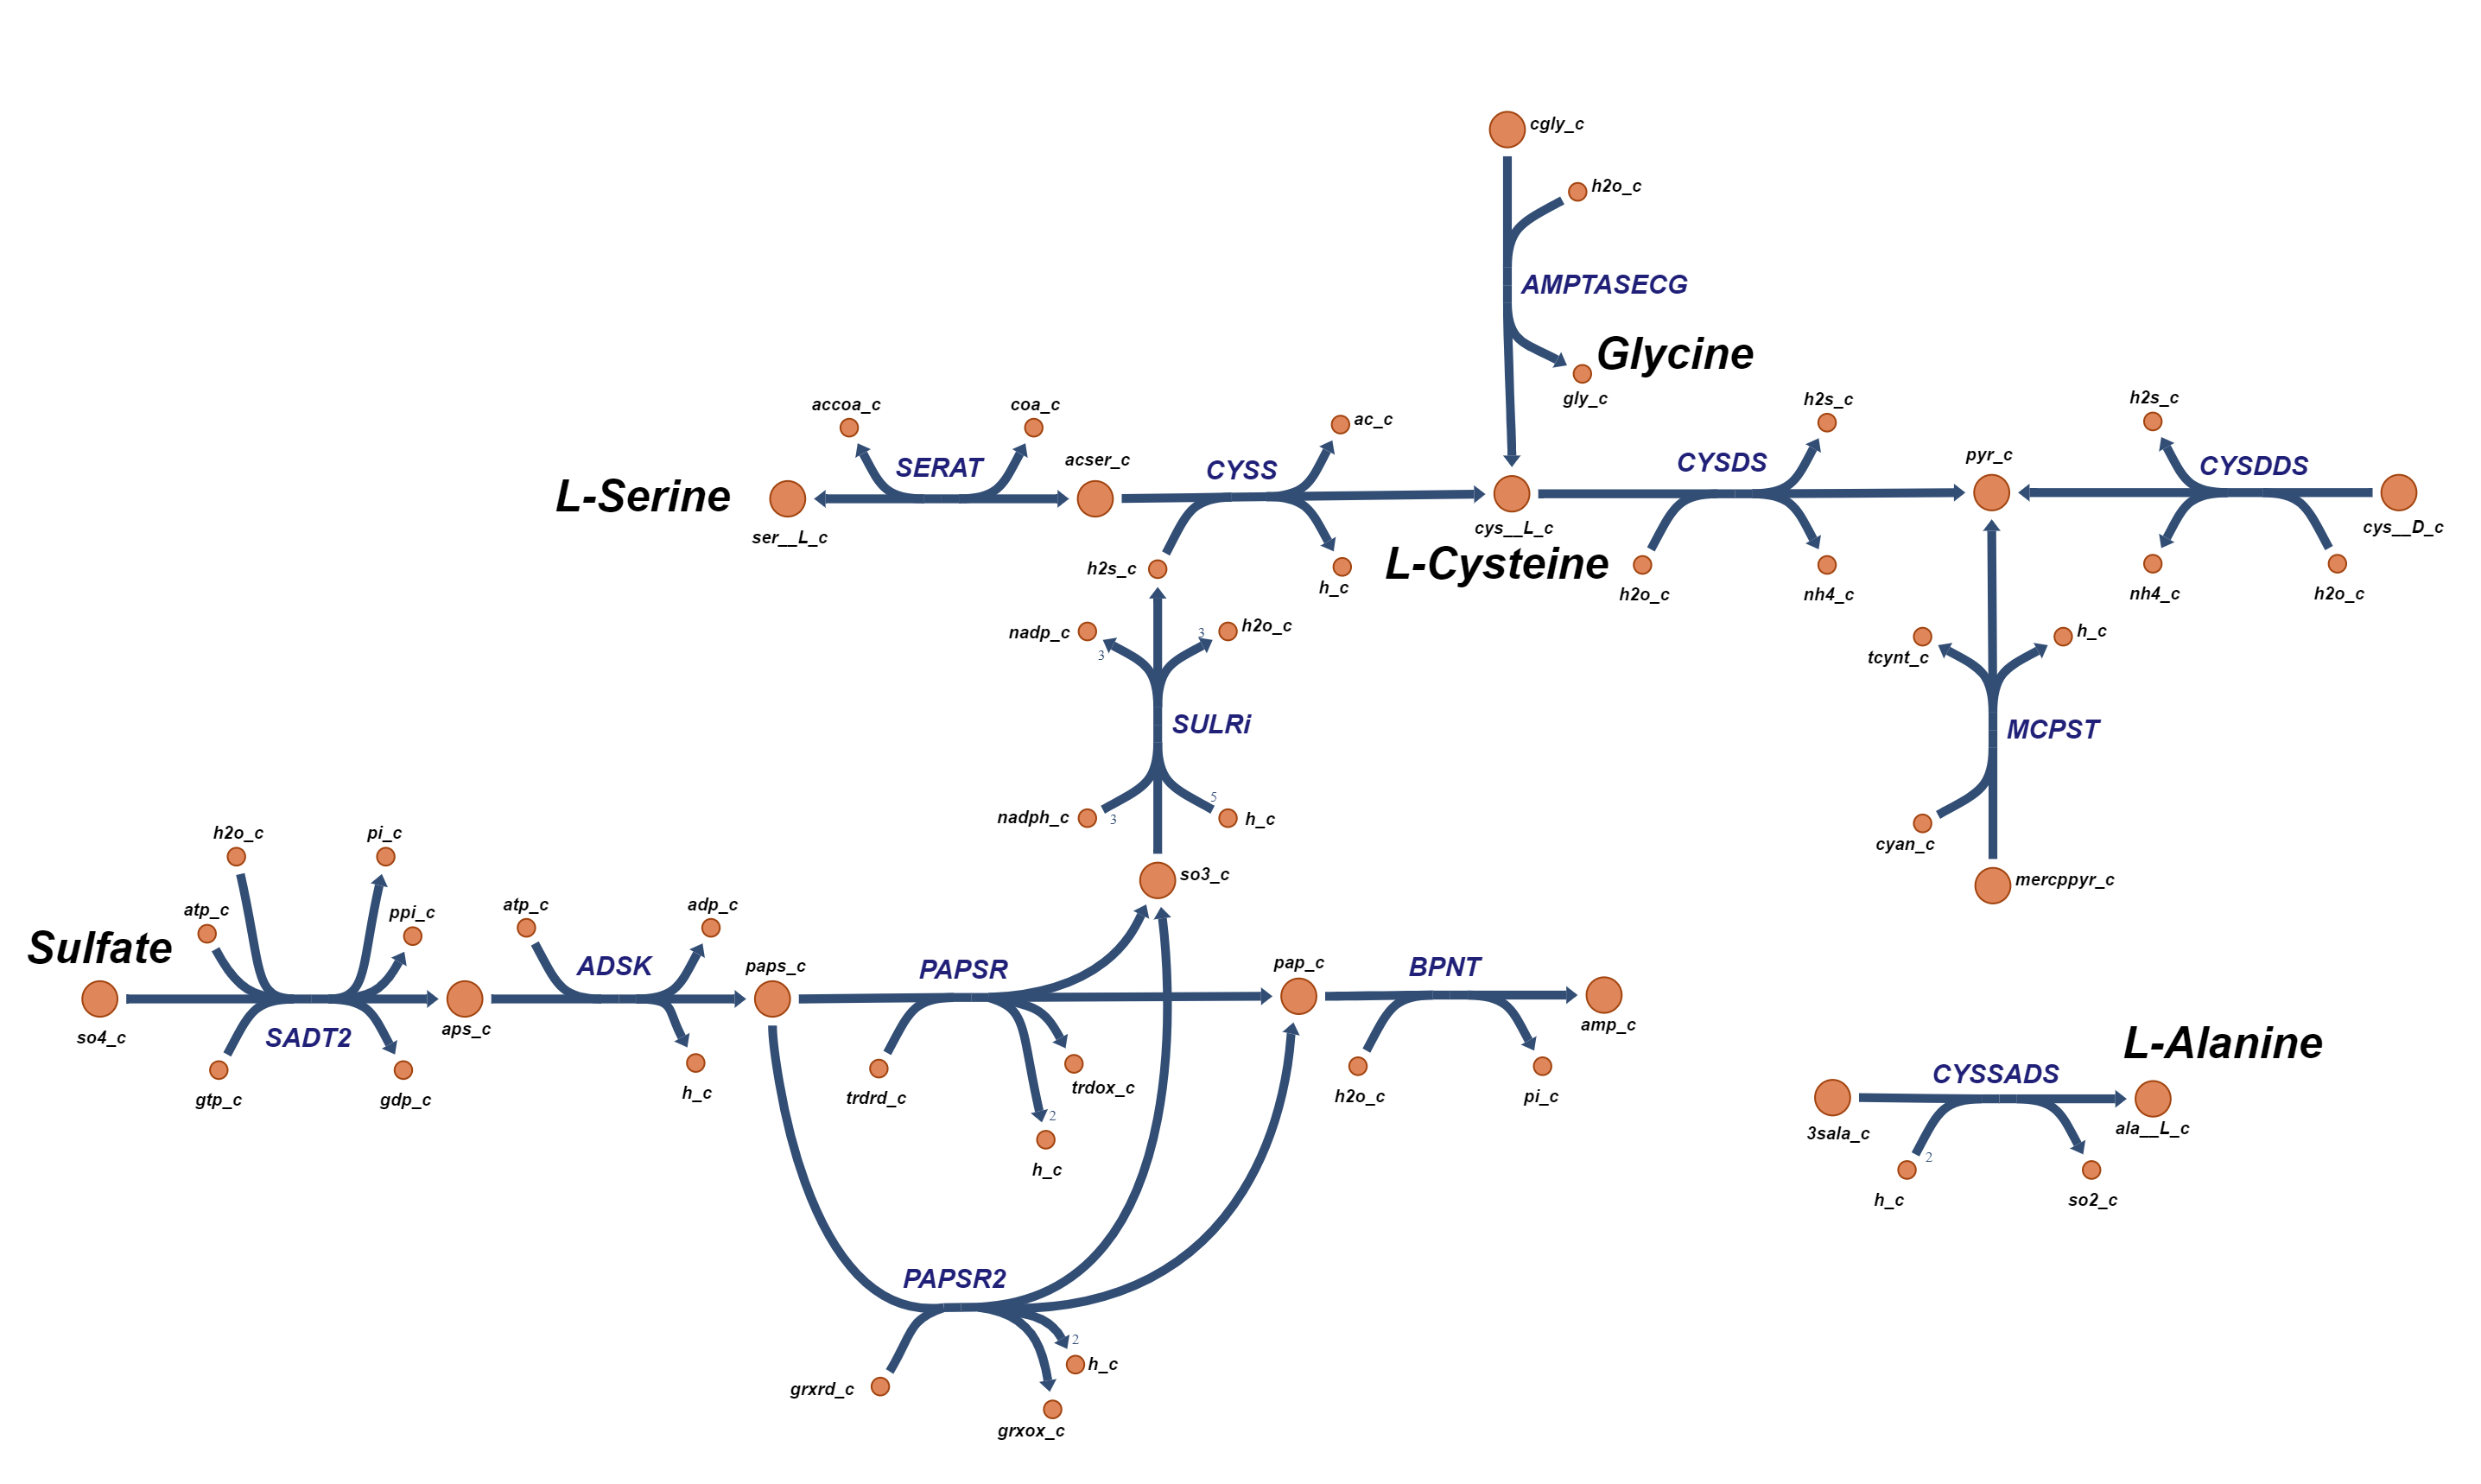 cgly_c
h2o_c
AMPTASECG
Glycine
gly_c
accoa_c
coa_c
ac_c
h2s_c
h2s_c
SERAT
acser_c
CYSS
CYSDS
pyr_c
CYSDDS
L-Serine
ser__L_c
cys__L_c
cys__D_c
L-Cysteine
h2s_c
h_c
h2o_c
nh4_c
nh4_c
h2o_c
nadp_c
3
3
h2o_c
tcynt_c
h_c
SULRi
MCPST
nadph_c
3
5
h_c
cyan_c
so3_c
mercppyr_c
h2o_c
pi_c
atp_c
ppi_c
atp_c
adp_c
Sulfate
ADSK
paps_c
PAPSR
pap_c
BPNT
so4_c
SADT2
aps_c
amp_c
gtp_c
gdp_c
h_c
trdrd_c
trdox_c
2
h_c
h2o_c
pi_c
L-Alanine
CYSSADS
3sala_c
ala__L_c
2
h_c
so2_c
PAPSR2
2
h_c
grxrd_c
grxox_c